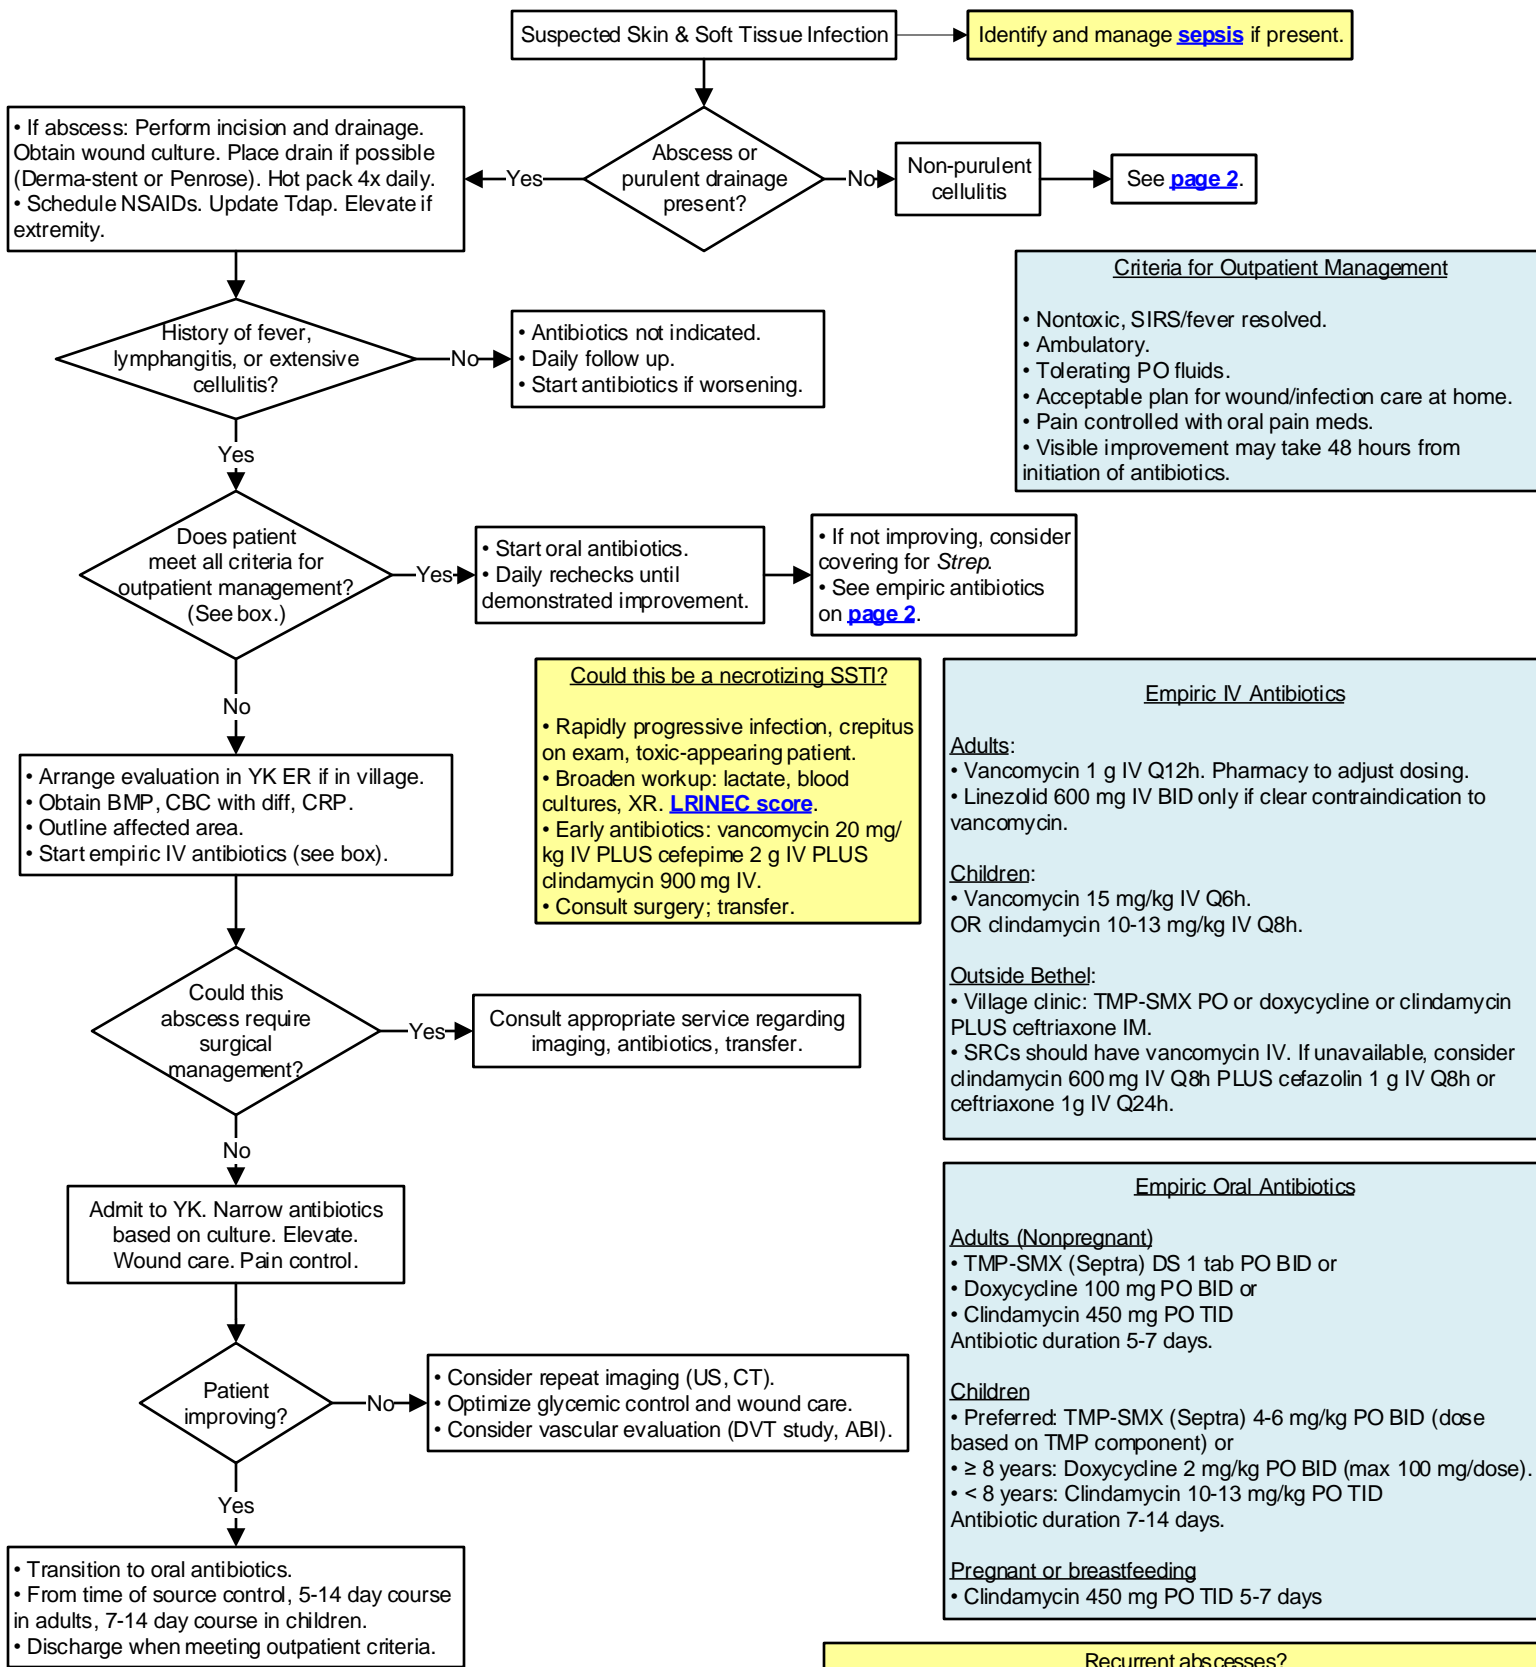 Suspected Skin & Soft Tissue Infection
Identify and manage sepsis if present.
• If abscess: Perform incision and drainage.
Obtain wound culture. Place drain if possible
(Derma-stent or Penrose). Hot pack 4x daily.
• Schedule NSAIDs. Update Tdap. Elevate if
extremity.
Yes
Abscess or
purulent drainage
present?
No
Non-purulent
cellulitis
See page 2.
Criteria for Outpatient Management
• Nontoxic, SIRS/fever resolved.
• Ambulatory.
• Tolerating PO fluids.
• Acceptable plan for wound/infection care at home.
• Pain controlled with oral pain meds.
• Visible improvement may take 48 hours from
initiation of antibiotics.
History of fever,
lymphangitis, or extensive
cellulitis?
No
• Antibiotics not indicated.
• Daily follow up.
• Start antibiotics if worsening.
Yes
Does patient
meet all criteria for
outpatient management?
(See box.)
Yes
• Start oral antibiotics.
• Daily rechecks until
demonstrated improvement.
• If not improving, consider
covering for Strep.
• See empiric antibiotics
on page 2.
No
Could this be a necrotizing SSTI?
• Rapidly progressive infection, crepitus
on exam, toxic-appearing patient.
• Broaden workup: lactate, blood
cultures, XR. LRINEC score.
• Early antibiotics: vancomycin 20 mg/
kg IV PLUS cefepime 2 g IV PLUS
clindamycin 900 mg IV.
• Consult surgery; transfer.
Empiric IV Antibiotics
Adults:
• Vancomycin 1 g IV Q12h. Pharmacy to adjust dosing.
• Linezolid 600 mg IV BID only if clear contraindication to
vancomycin.
Children:
• Vancomycin 15 mg/kg IV Q6h.
OR clindamycin 10-13 mg/kg IV Q8h.
Outside Bethel:
• Village clinic: TMP-SMX PO or doxycycline or clindamycin
PLUS ceftriaxone IM.
• SRCs should have vancomycin IV. If unavailable, consider
clindamycin 600 mg IV Q8h PLUS cefazolin 1 g IV Q8h or
ceftriaxone 1g IV Q24h.
• Arrange evaluation in YK ER if in village.
• Obtain BMP, CBC with diff, CRP.
• Outline affected area.
• Start empiric IV antibiotics (see box).
Could this
abscess require
surgical
management?
Yes
Consult appropriate service regarding
imaging, antibiotics, transfer.
No
Admit to YK. Narrow antibiotics
based on culture. Elevate.
Wound care. Pain control.
Empiric Oral Antibiotics
Adults (Nonpregnant)
• TMP-SMX (Septra) DS 1 tab PO BID or
• Doxycycline 100 mg PO BID or
• Clindamycin 450 mg PO TID
Antibiotic duration 5-7 days.
Children
• Preferred: TMP-SMX (Septra) 4-6 mg/kg PO BID (dose
based on TMP component) or
• ≥ 8 years: Doxycycline 2 mg/kg PO BID (max 100 mg/dose).
• < 8 years: Clindamycin 10-13 mg/kg PO TID
Antibiotic duration 7-14 days.
Pregnant or breastfeeding
• Clindamycin 450 mg PO TID 5-7 days
Patient
improving?
No
• Consider repeat imaging (US, CT).
• Optimize glycemic control and wound care.
• Consider vascular evaluation (DVT study, ABI).
Yes
• Transition to oral antibiotics.
• From time of source control, 5-14 day course
in adults, 7-14 day course in children.
• Discharge when meeting outpatient criteria.
Recurrent abscesses?